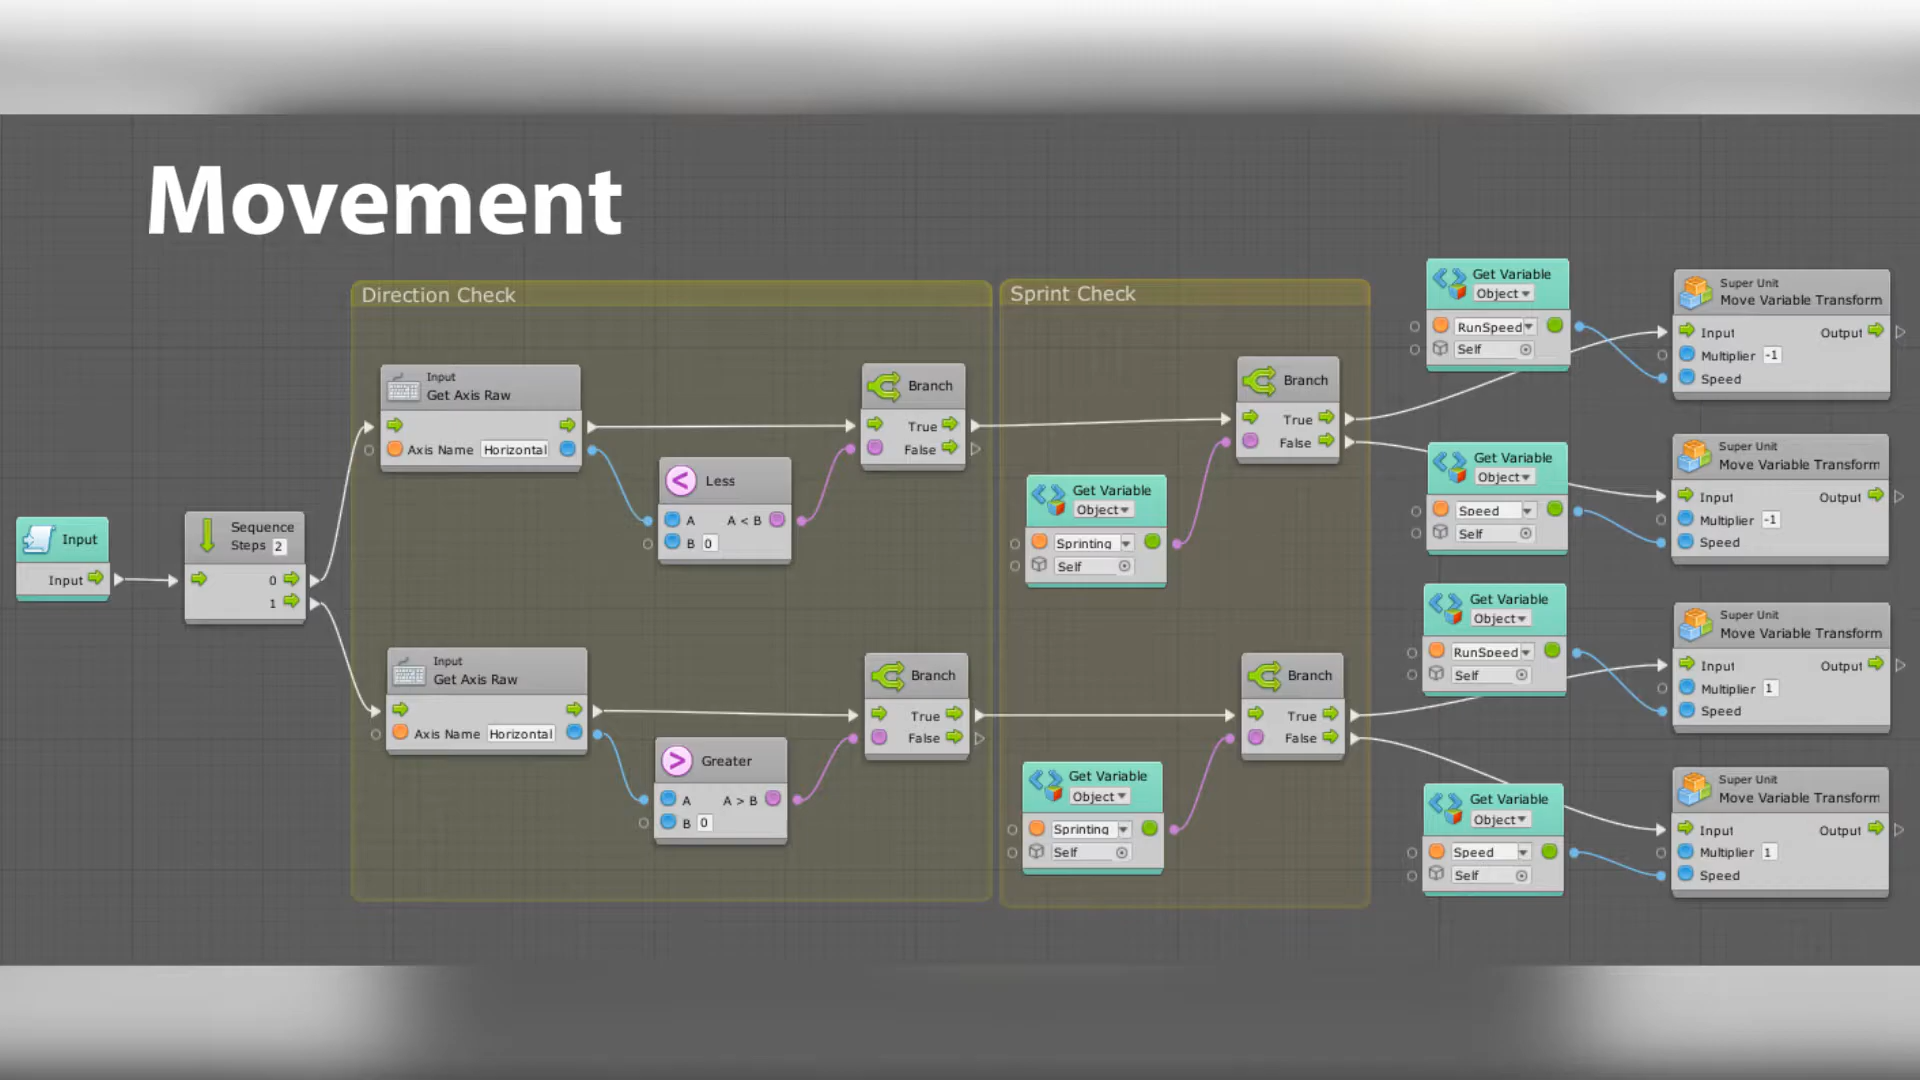 Movement
Direction Check
Sprint Check
Input
Input
Sequence
Steps 2
0
1
Input
Get Axis Raw
Axis Name Horizontal
Less
A A < B
B 0
Branch
True
False
Get Variable
Object
Sprinting
Self
Branch
True
False
Get Variable
Object
RunSpeed
Self
Super Unit
Move Variable Transform
Input Output
Multiplier -1
Speed
Get Variable
Object
Speed
Self
Super Unit
Move Variable Transform
Input Output
Multiplier -1
Speed
Input
Get Axis Raw
Axis Name Horizontal
Greater
A A > B
B 0
Branch
True
False
Get Variable
Object
Sprinting
Self
Branch
True
False
Get Variable
Object
RunSpeed
Self
Super Unit
Move Variable Transform
Input Output
Multiplier 1
Speed
Get Variable
Object
Speed
Self
Super Unit
Move Variable Transform
Input Output
Multiplier 1
Speed